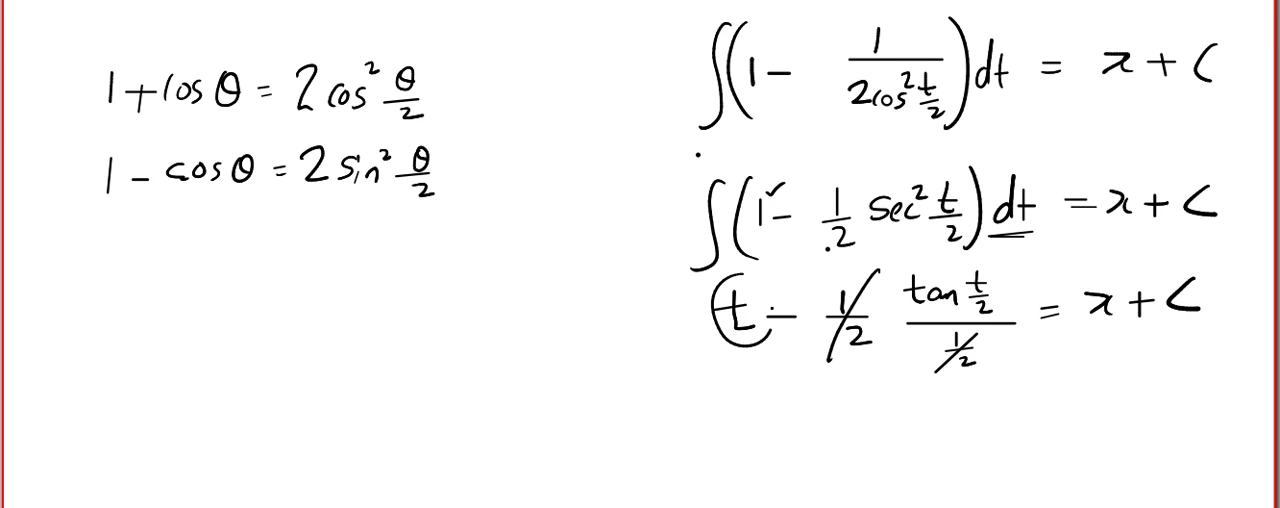 1 + cos θ = 2 cos² θ/2
1 - cos θ = 2 sin² θ/2
∫(1 - 1/(2cos² t/2)) dt = x + C
∫(1 - 1/2 sec² t/2) dt = x + C
t - 1/2 (tan t/2)/(1/2) = x + C